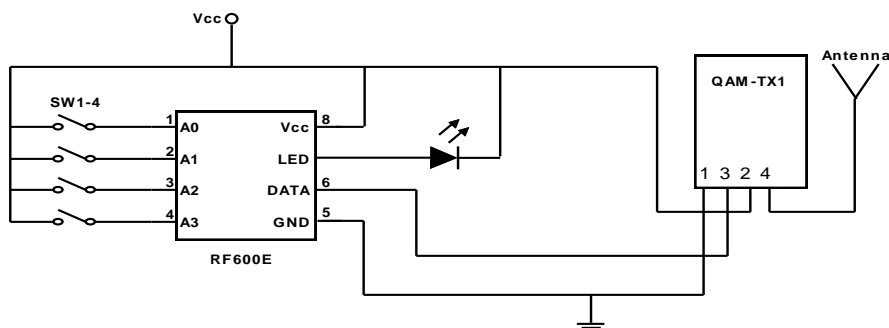 Vcc
Antenna
QAM-TX1
SW1-4
1 A0 Vcc 8
2 A1 LED
3 A2 DATA 6
4 A3 GND 5
1 3 2 4
RF600E